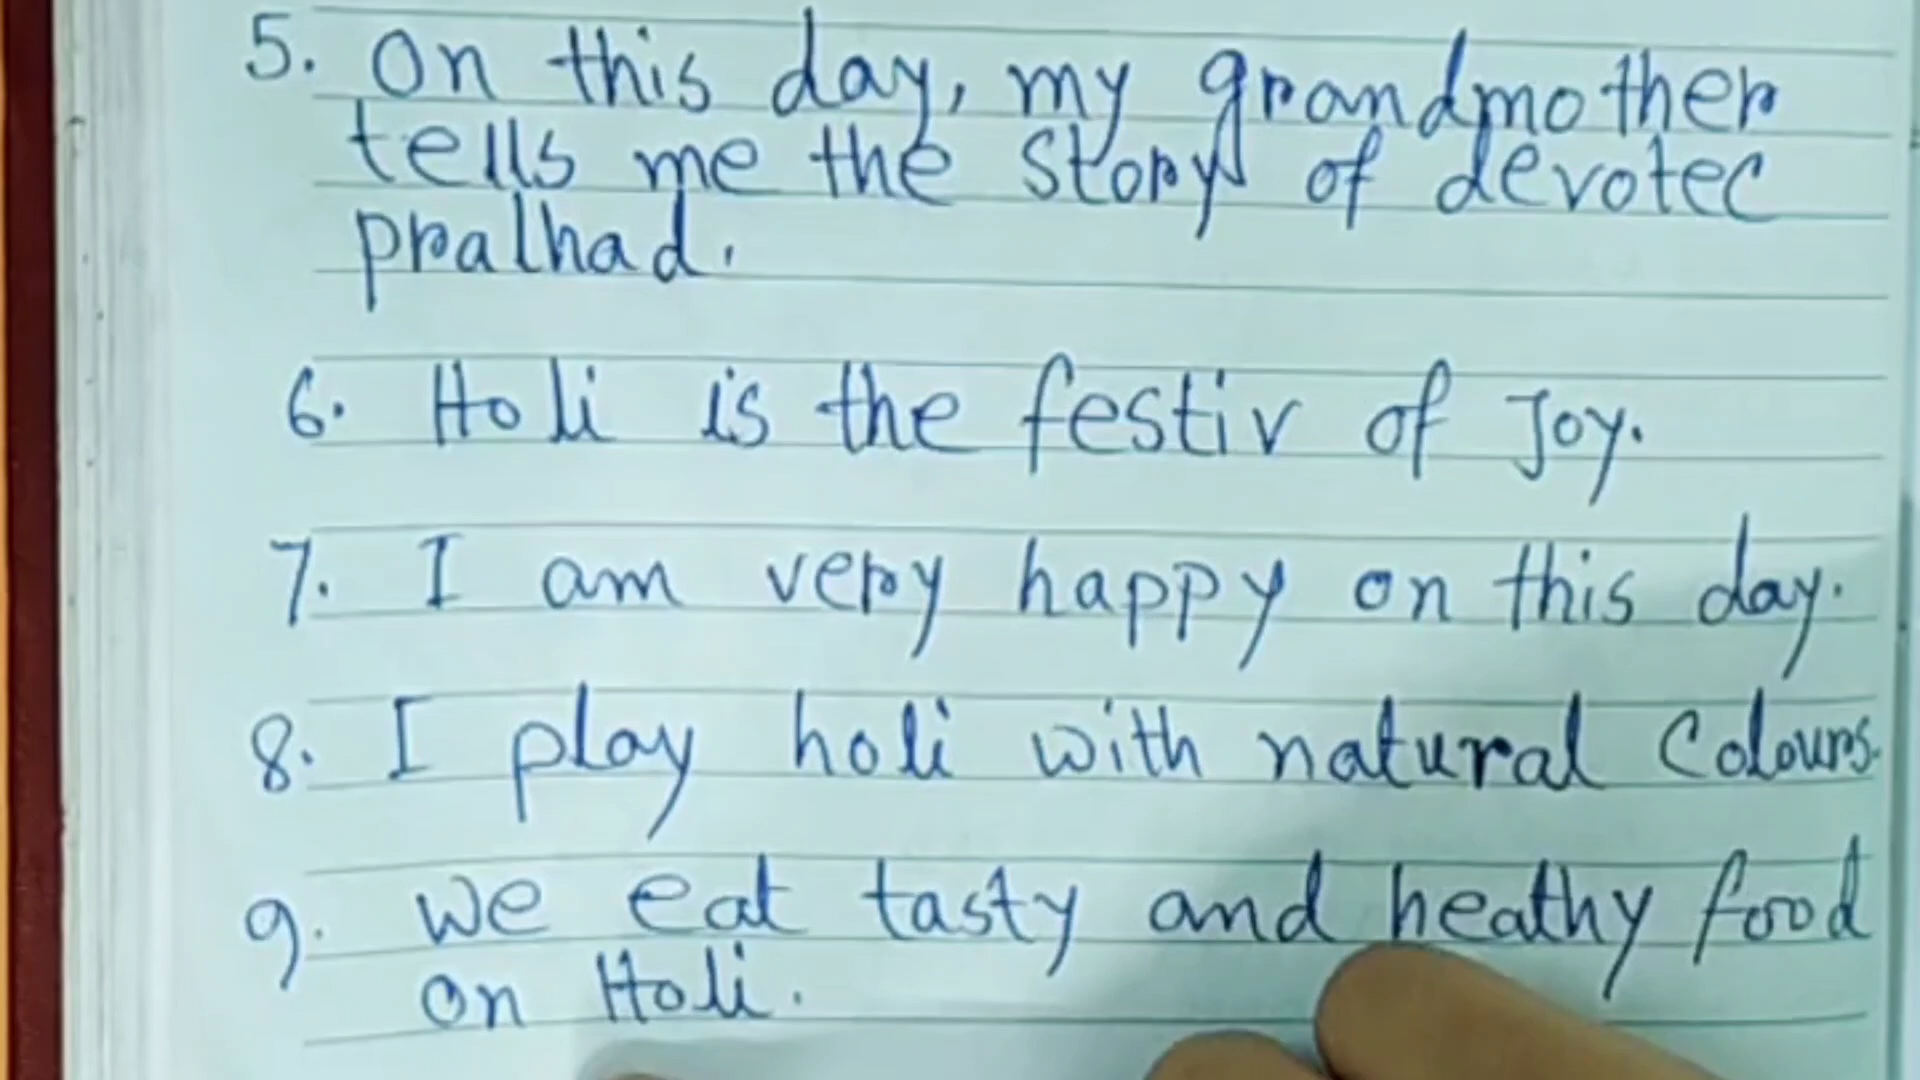 5. On this day, my grandmother
tells me the story of devotec
pralhad.
6. Holi is the festiv of Joy.
7. I am very happy on this day.
8. I play holi with natural Colours.
9. We eat tasty and heathy food
on Holi.